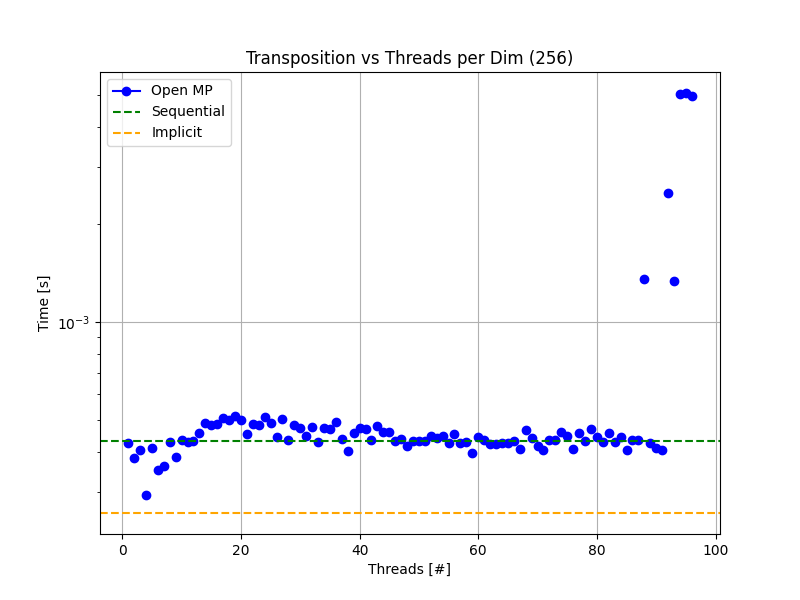 Transposition vs Threads per Dim (256)
Open MP
Sequential
Implicit
Time [s]
10⁻³
0 20 40 60 80 100
Threads [#]